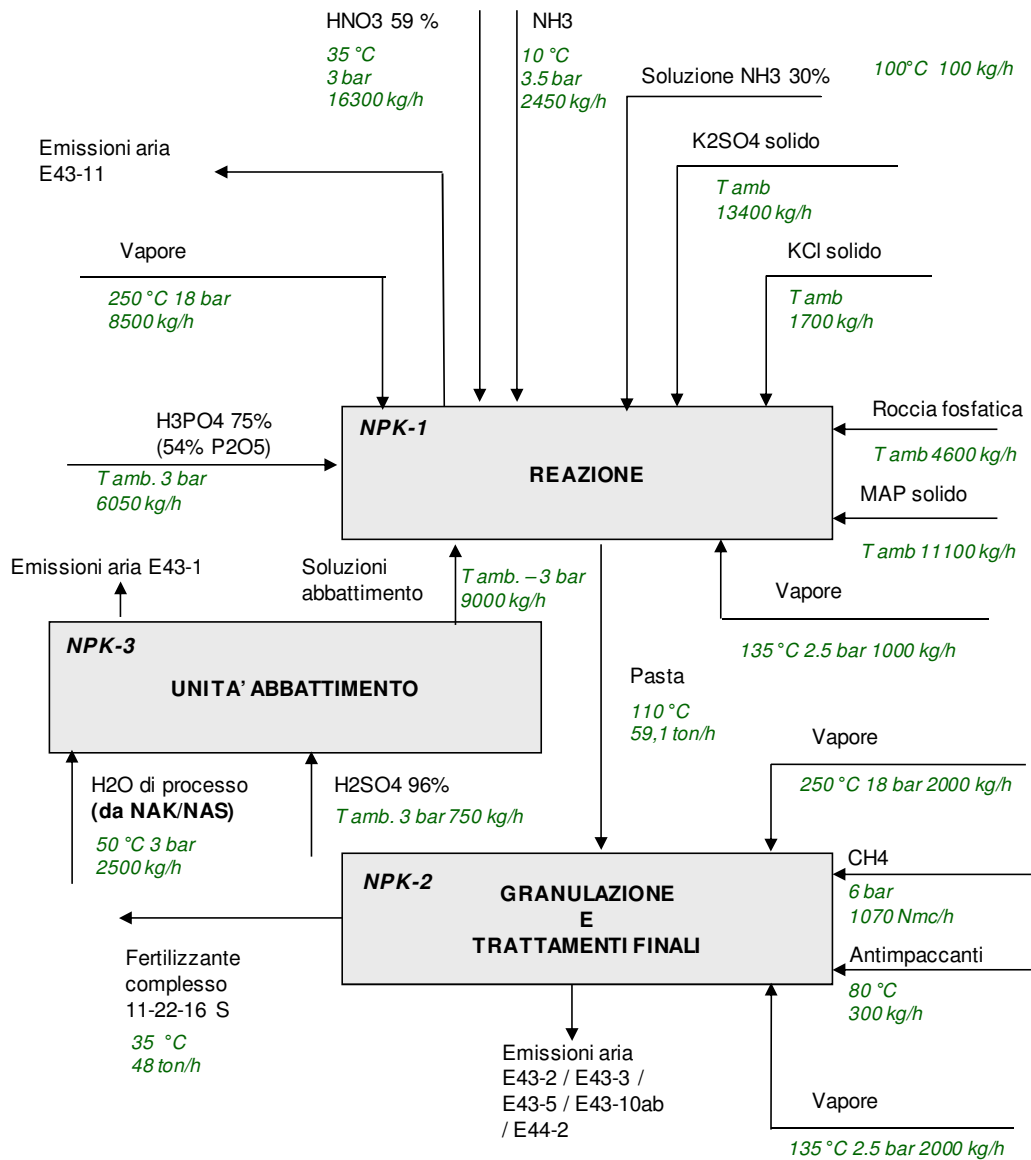 HNO3 59 %
35 °C
3 bar
16300 kg/h
NH3
10 °C
3.5 bar
2450 kg/h
Soluzione NH3 30%
100°C 100 kg/h
K2SO4 solido
T amb
13400 kg/h
Emissioni aria
E43-11
Vapore
250 °C 18 bar
8500 kg/h
KCl solido
T amb
1700 kg/h
H3PO4 75%
(54% P2O5)
T amb. 3 bar
6050 kg/h
NPK-1
REAZIONE
Roccia fosfatica
T amb 4600 kg/h
MAP solido
T amb 11100 kg/h
Emissioni aria E43-1
Soluzioni
abbattimento
T amb. – 3 bar
9000 kg/h
Vapore
135 °C 2.5 bar 1000 kg/h
NPK-3
UNITA' ABBATTIMENTO
Pasta
110 °C
59,1 ton/h
H2O di processo
(da NAK/NAS)
50 °C 3 bar
2500 kg/h
H2SO4 96%
T amb. 3 bar 750 kg/h
Vapore
250 °C 18 bar 2000 kg/h
NPK-2
GRANULAZIONE
E
TRATTAMENTI FINALI
CH4
6 bar
1070 Nmc/h
Antimpaccanti
80 °C
300 kg/h
Fertilizzante
complesso
11-22-16 S
35 °C
48 ton/h
Emissioni aria
E43-2 / E43-3 /
E43-5 / E43-10ab
/ E44-2
Vapore
135 °C 2.5 bar 2000 kg/h